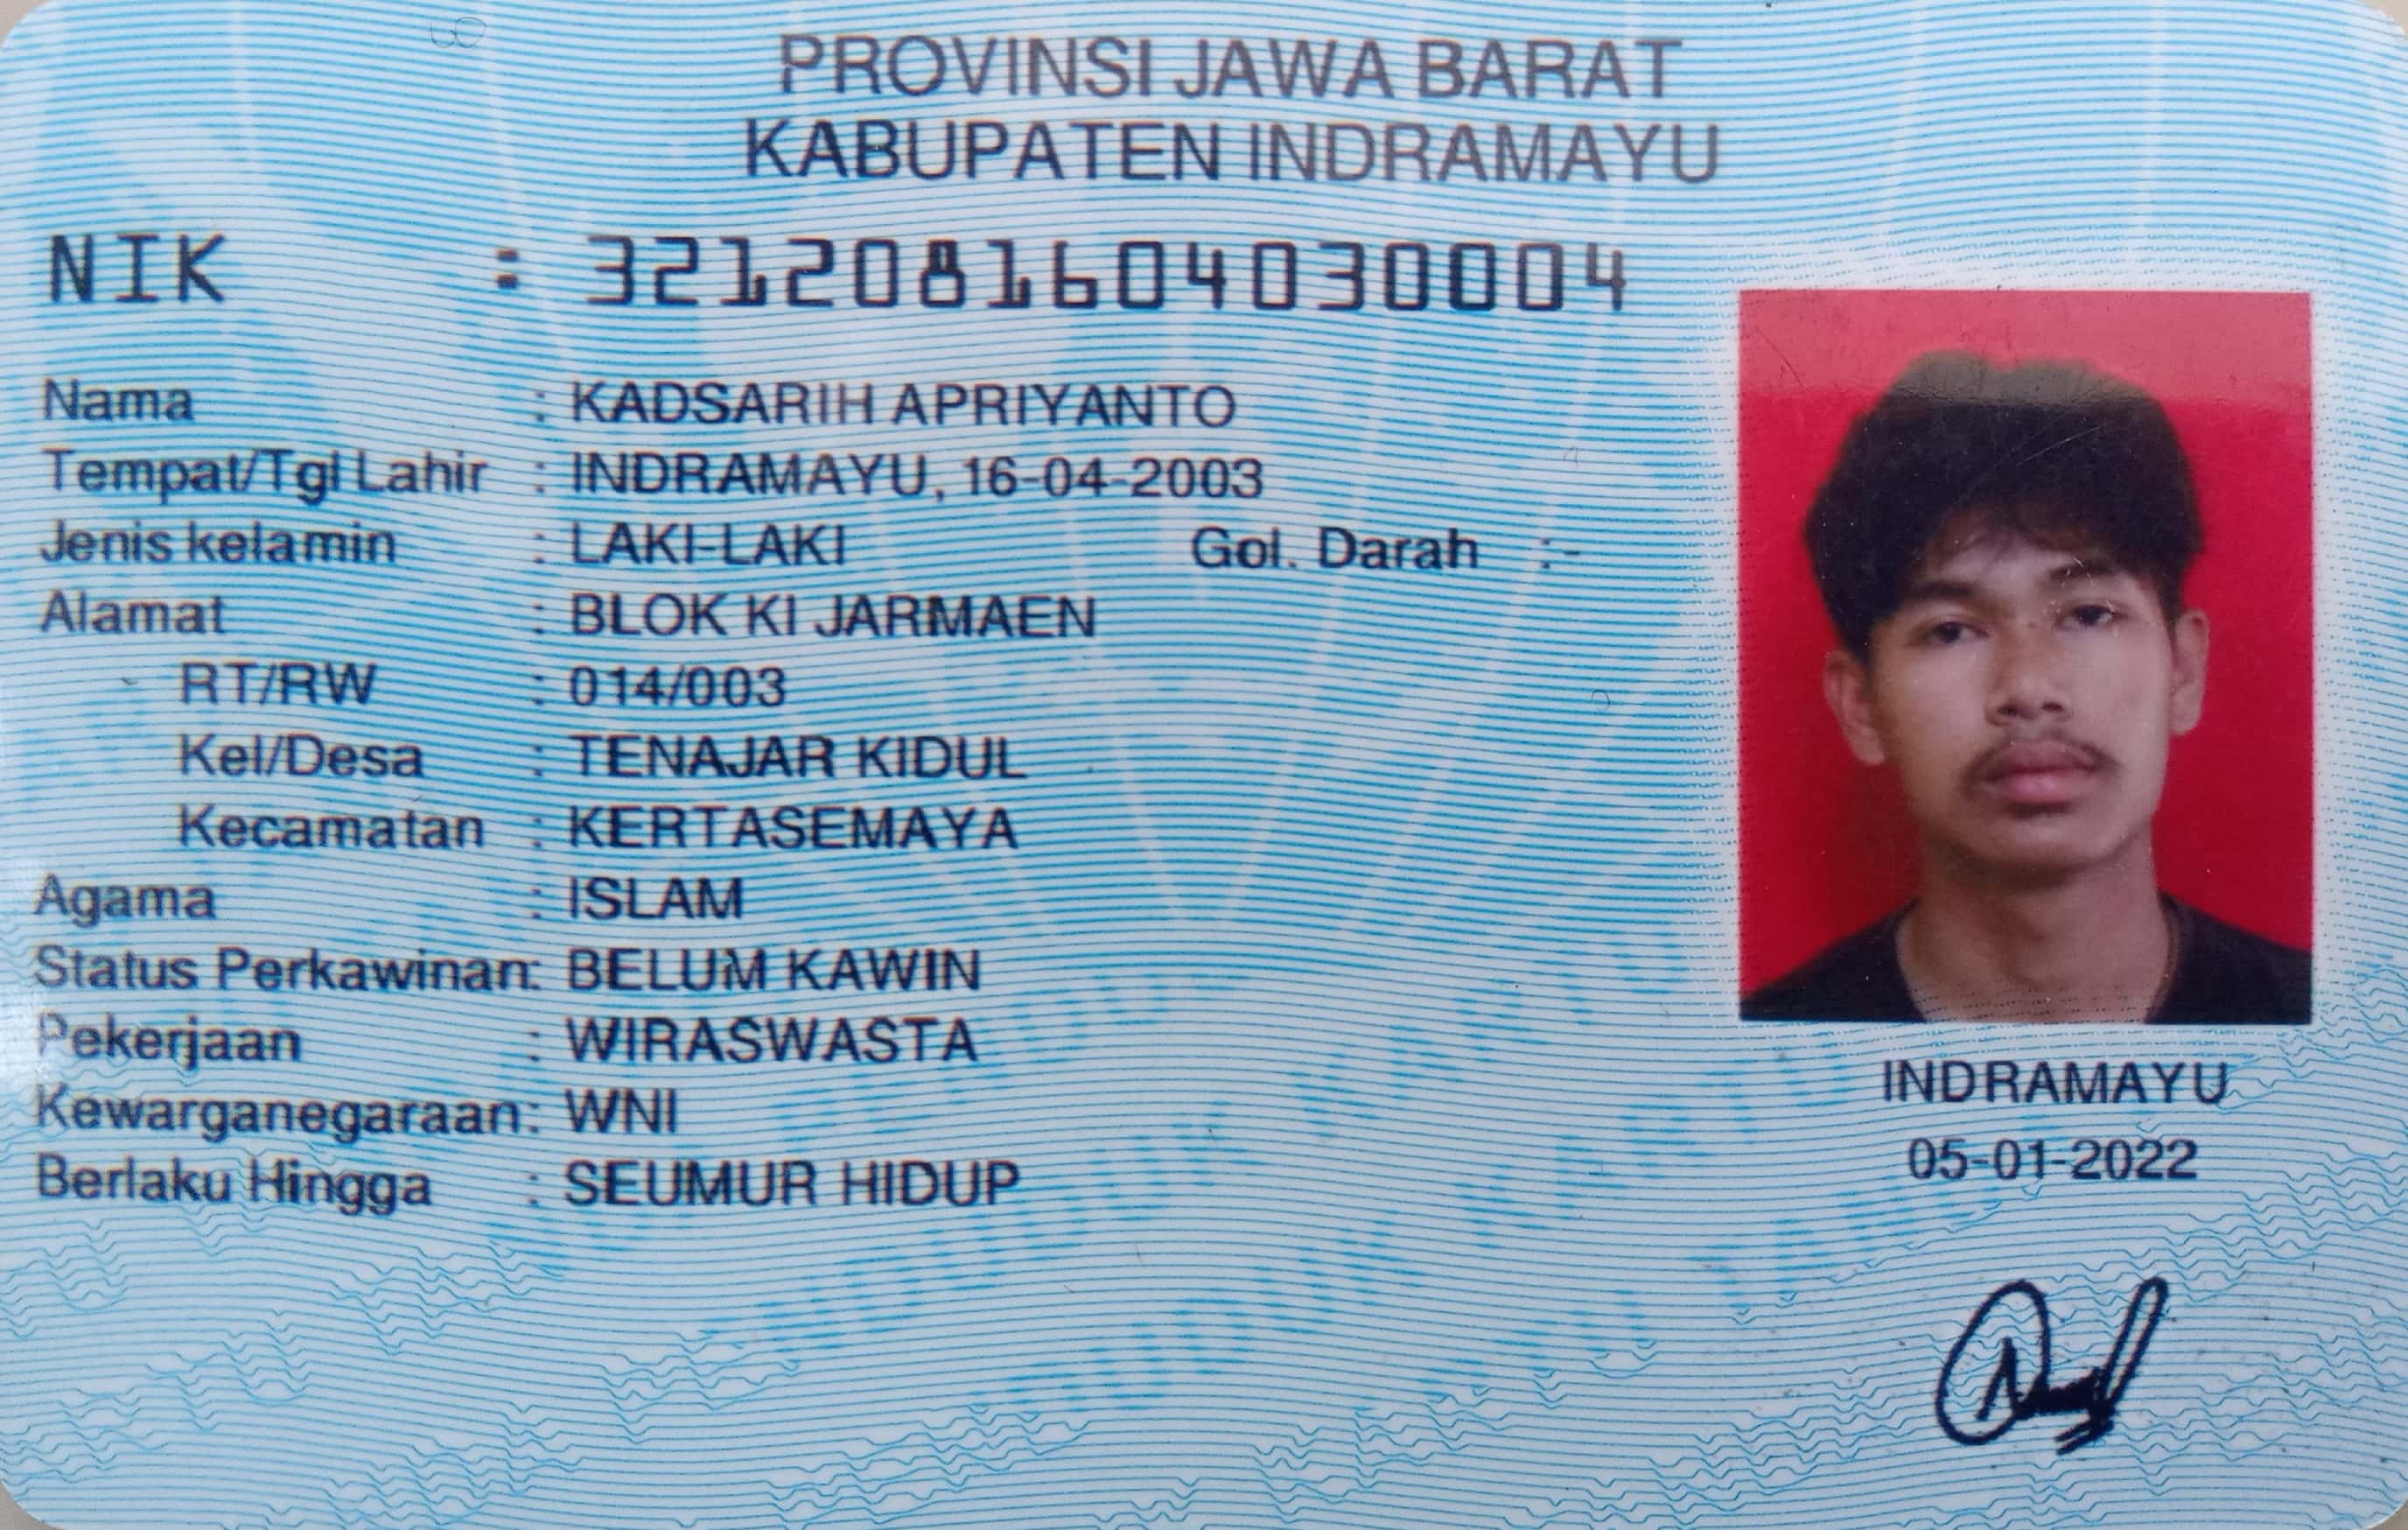 PROVINSI JAWA BARAT
KABUPATEN INDRAMAYU
NIK : 3212081604030004
Nama : KADSARIH APRIYANTO
Tempat/Tgl Lahir : INDRAMAYU, 16-04-2003
Jenis kelamin : LAKI-LAKI Gol. Darah :-
Alamat : BLOK KI JARMAEN
RT/RW : 014/003
Kel/Desa : TENAJAR KIDUL
Kecamatan : KERTASEMAYA
Agama : ISLAM
Status Perkawinan: BELUM KAWIN
Pekerjaan : WIRASWASTA
Kewarganegaraan: WNI
Berlaku Hingga : SEUMUR HIDUP
INDRAMAYU
05-01-2022